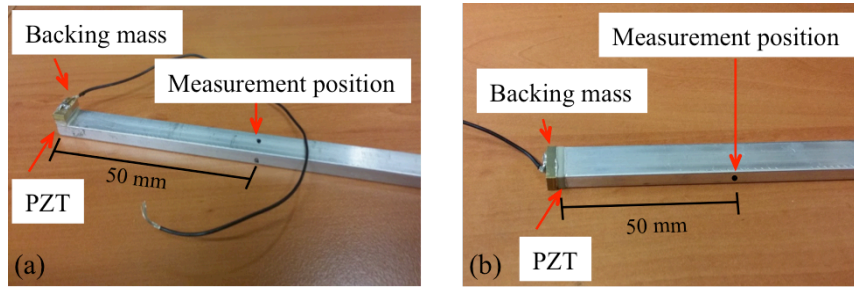 Backing mass
Measurement position
50 mm
PZT
(a)
Measurement position
Backing mass
50 mm
PZT
(b)